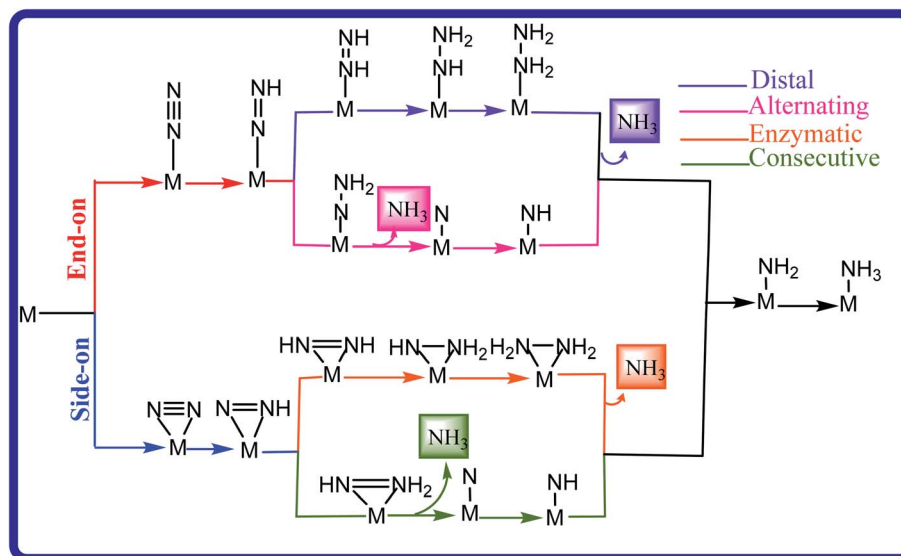 NH NH₂ NH₂
NH NH NH₂
M M M
Distal
Alternating
Enzymatic
Consecutive
NH₃
N NH
N N
M M
End-on
NH₂
N
M
NH₃
N NH
M M
M
Side-on
NH₂ NH₃
M M
HN NH HN NH₂ H₂N NH₂
M M M
NH₃
N N N NH
M M
NH₃
HN NH₂
M
N NH
M M